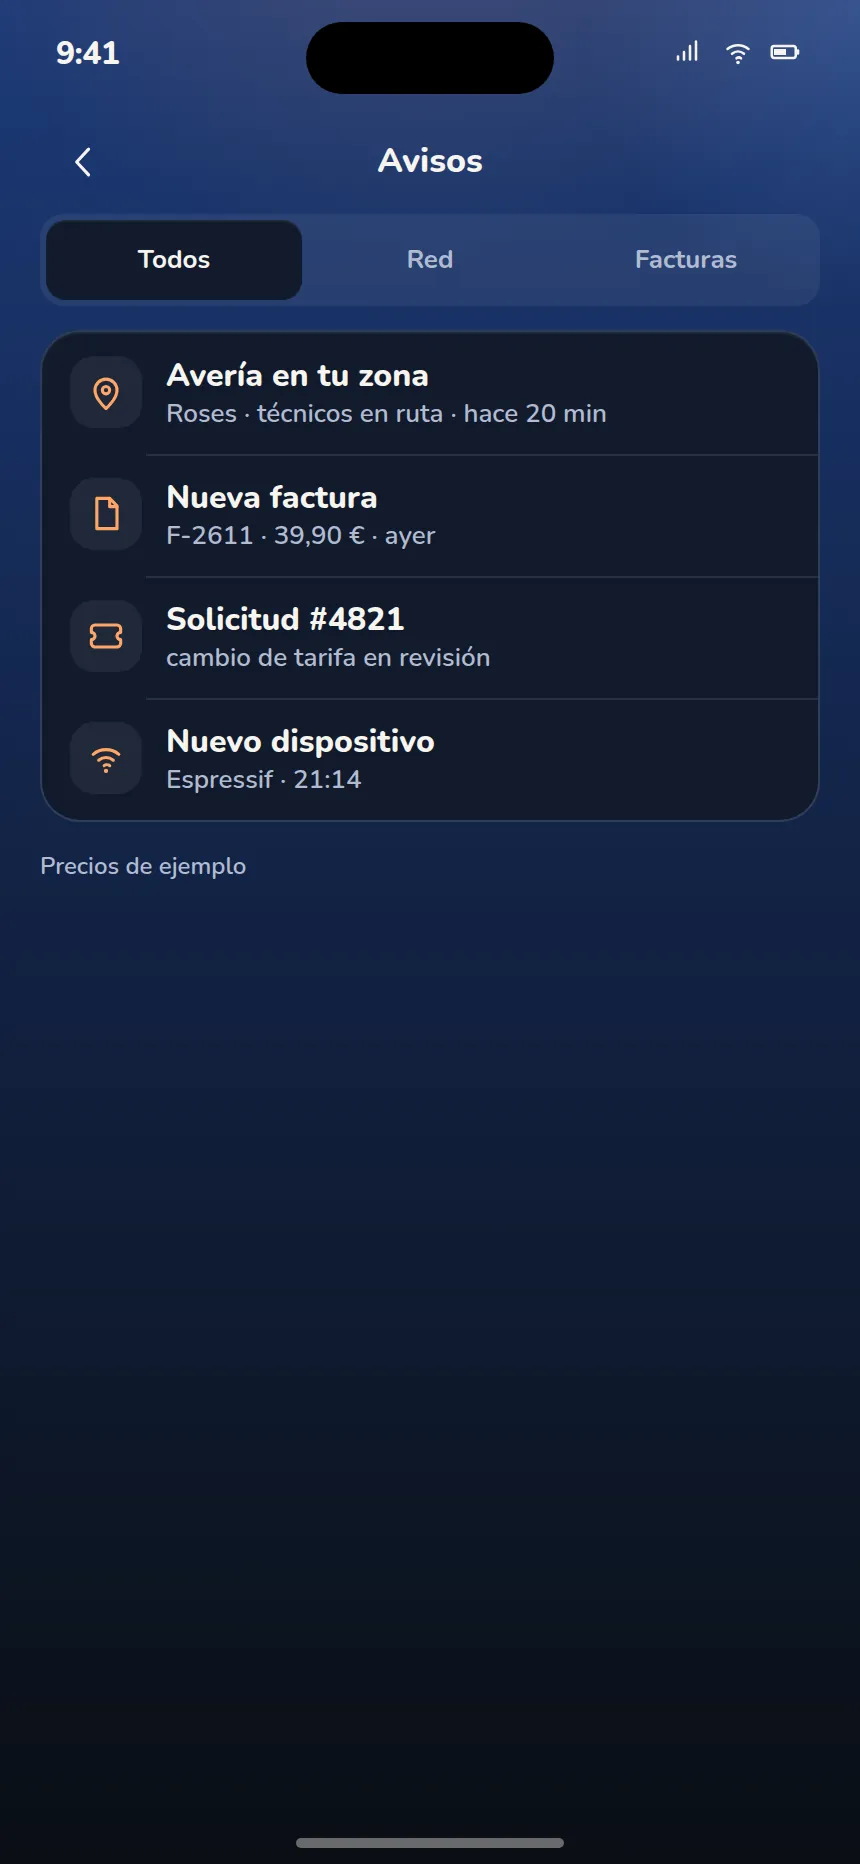 9:41
Avisos
Todos
Red
Facturas
Avería en tu zona
Roses · técnicos en ruta · hace 20 min
Nueva factura
F-2611 · 39,90 € · ayer
Solicitud #4821
cambio de tarifa en revisión
Nuevo dispositivo
Espressif · 21:14
Precios de ejemplo